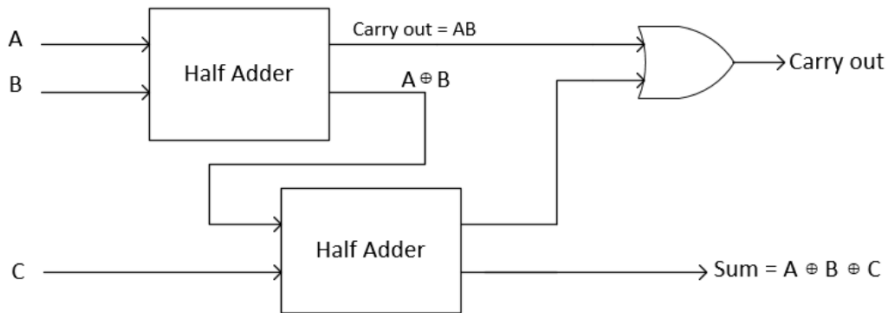 A
Carry out = AB
Half Adder
Carry out
B
A ⊕ B
Half Adder
C
Sum = A ⊕ B ⊕ C